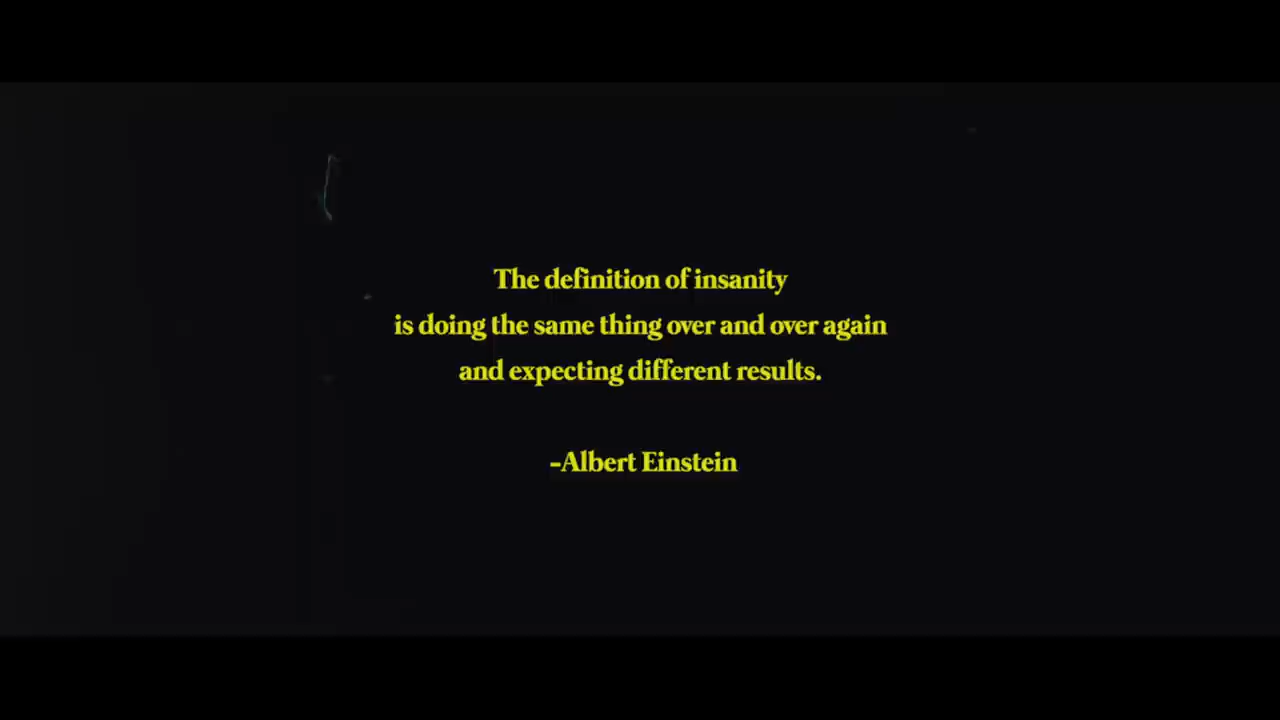 The definition of insanity
is doing the same thing over and over again
and expecting different results.
-Albert Einstein